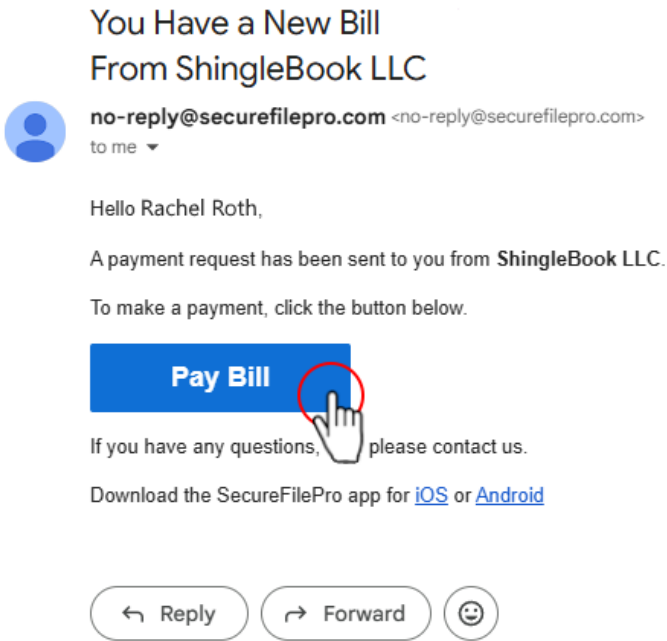 You Have a New Bill
From ShingleBook LLC
no-reply@securefilepro.com <no-reply@securefilepro.com>
to me
Hello Rachel Roth,
A payment request has been sent to you from ShingleBook LLC.
To make a payment, click the button below.
Pay Bill
If you have any questions, please contact us.
Download the SecureFilePro app for iOS or Android
Reply
Forward